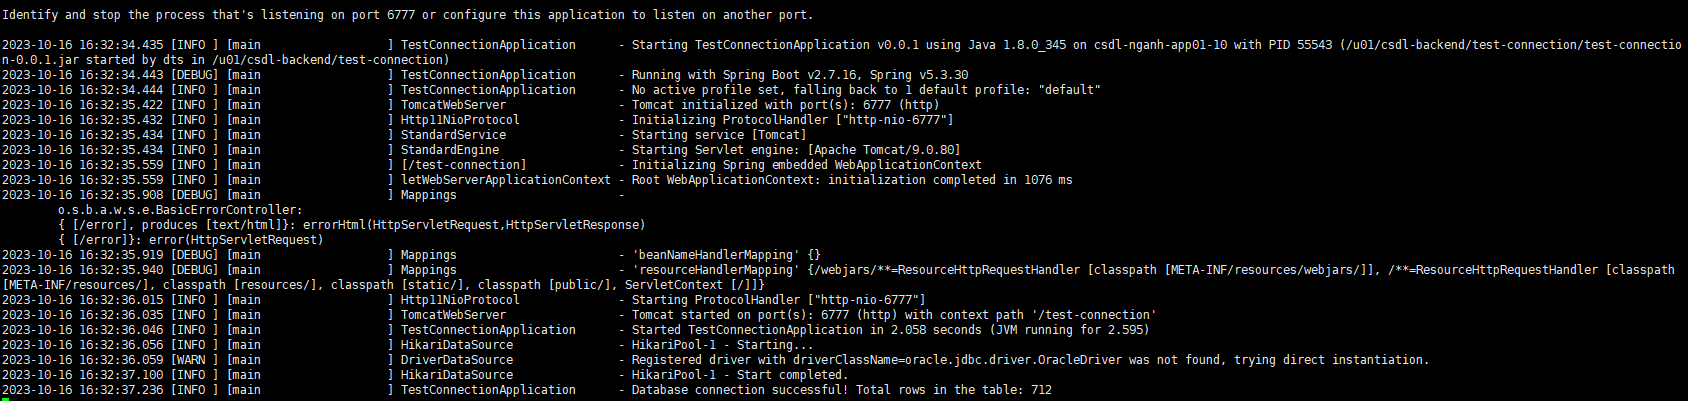 Identify and stop the process that's listening on port 6777 or configure this application to listen on another port.
2023-10-16 16:32:34.435 [INFO ] [main                  ] TestConnectionApplication      - Starting TestConnectionApplication v0.0.1 using Java 1.8.0_345 on csdl-nganh-app01-10 with PID 55543 (/u01/csdl-backend/test-connection/test-connectio
n-0.0.1.jar started by dts in /u01/csdl-backend/test-connection)
2023-10-16 16:32:34.443 [DEBUG] [main                  ] TestConnectionApplication      - Running with Spring Boot v2.7.16, Spring v5.3.30
2023-10-16 16:32:34.444 [INFO ] [main                  ] TestConnectionApplication      - No active profile set, falling back to 1 default profile: "default"
2023-10-16 16:32:35.422 [INFO ] [main                  ] TomcatWebServer                - Tomcat initialized with port(s): 6777 (http)
2023-10-16 16:32:35.432 [INFO ] [main                  ] Http11NioProtocol              - Initializing ProtocolHandler ["http-nio-6777"]
2023-10-16 16:32:35.434 [INFO ] [main                  ] StandardService                - Starting service [Tomcat]
2023-10-16 16:32:35.434 [INFO ] [main                  ] StandardEngine                 - Starting Servlet engine: [Apache Tomcat/9.0.80]
2023-10-16 16:32:35.559 [INFO ] [main                  ] [/test-connection]             - Initializing Spring embedded WebApplicationContext
2023-10-16 16:32:35.559 [INFO ] [main                  ] letWebServerApplicationContext - Root WebApplicationContext: initialization completed in 1076 ms
2023-10-16 16:32:35.908 [DEBUG] [main                  ] Mappings                       -
        o.s.b.a.w.s.e.BasicErrorController:
        { [/error], produces [text/html]}: errorHtml(HttpServletRequest,HttpServletResponse)
        { [/error]}: error(HttpServletRequest)
2023-10-16 16:32:35.919 [DEBUG] [main                  ] Mappings                       - 'beanNameHandlerMapping' {}
2023-10-16 16:32:35.940 [DEBUG] [main                  ] Mappings                       - 'resourceHandlerMapping' {/webjars/**=ResourceHttpRequestHandler [classpath [META-INF/resources/webjars/]], /**=ResourceHttpRequestHandler [classpath
[META-INF/resources/], classpath [resources/], classpath [static/], classpath [public/], ServletContext [/]]}
2023-10-16 16:32:36.015 [INFO ] [main                  ] Http11NioProtocol              - Starting ProtocolHandler ["http-nio-6777"]
2023-10-16 16:32:36.035 [INFO ] [main                  ] TomcatWebServer                - Tomcat started on port(s): 6777 (http) with context path '/test-connection'
2023-10-16 16:32:36.046 [INFO ] [main                  ] TestConnectionApplication      - Started TestConnectionApplication in 2.058 seconds (JVM running for 2.595)
2023-10-16 16:32:36.056 [INFO ] [main                  ] HikariDataSource               - HikariPool-1 - Starting...
2023-10-16 16:32:36.059 [WARN ] [main                  ] DriverDataSource               - Registered driver with driverClassName=oracle.jdbc.driver.OracleDriver was not found, trying direct instantiation.
2023-10-16 16:32:37.100 [INFO ] [main                  ] HikariDataSource               - HikariPool-1 - Start completed.
2023-10-16 16:32:37.236 [INFO ] [main                  ] TestConnectionApplication      - Database connection successful! Total rows in the table: 712